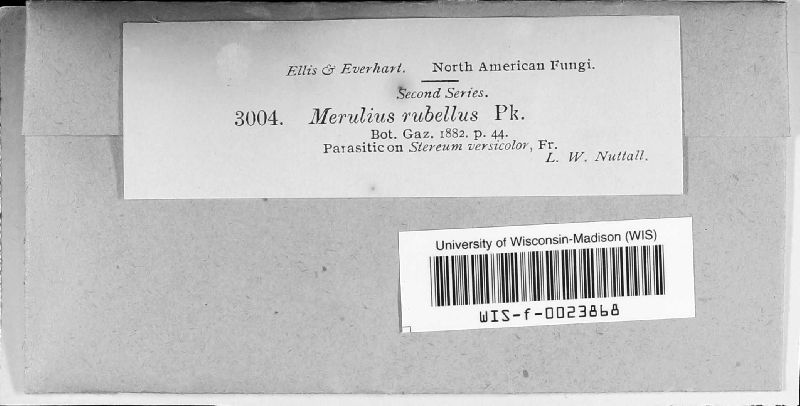 Ellis & Everhart. North American Fungi.
Second Series.
3004. Merulius rubellus Pk.
Bot. Gaz. 1882. p. 44.
Parasitic on Stereum versicolor, Fr.
L. W. Nuttall.
University of Wisconsin-Madison (WIS)
WIS-f-0023868